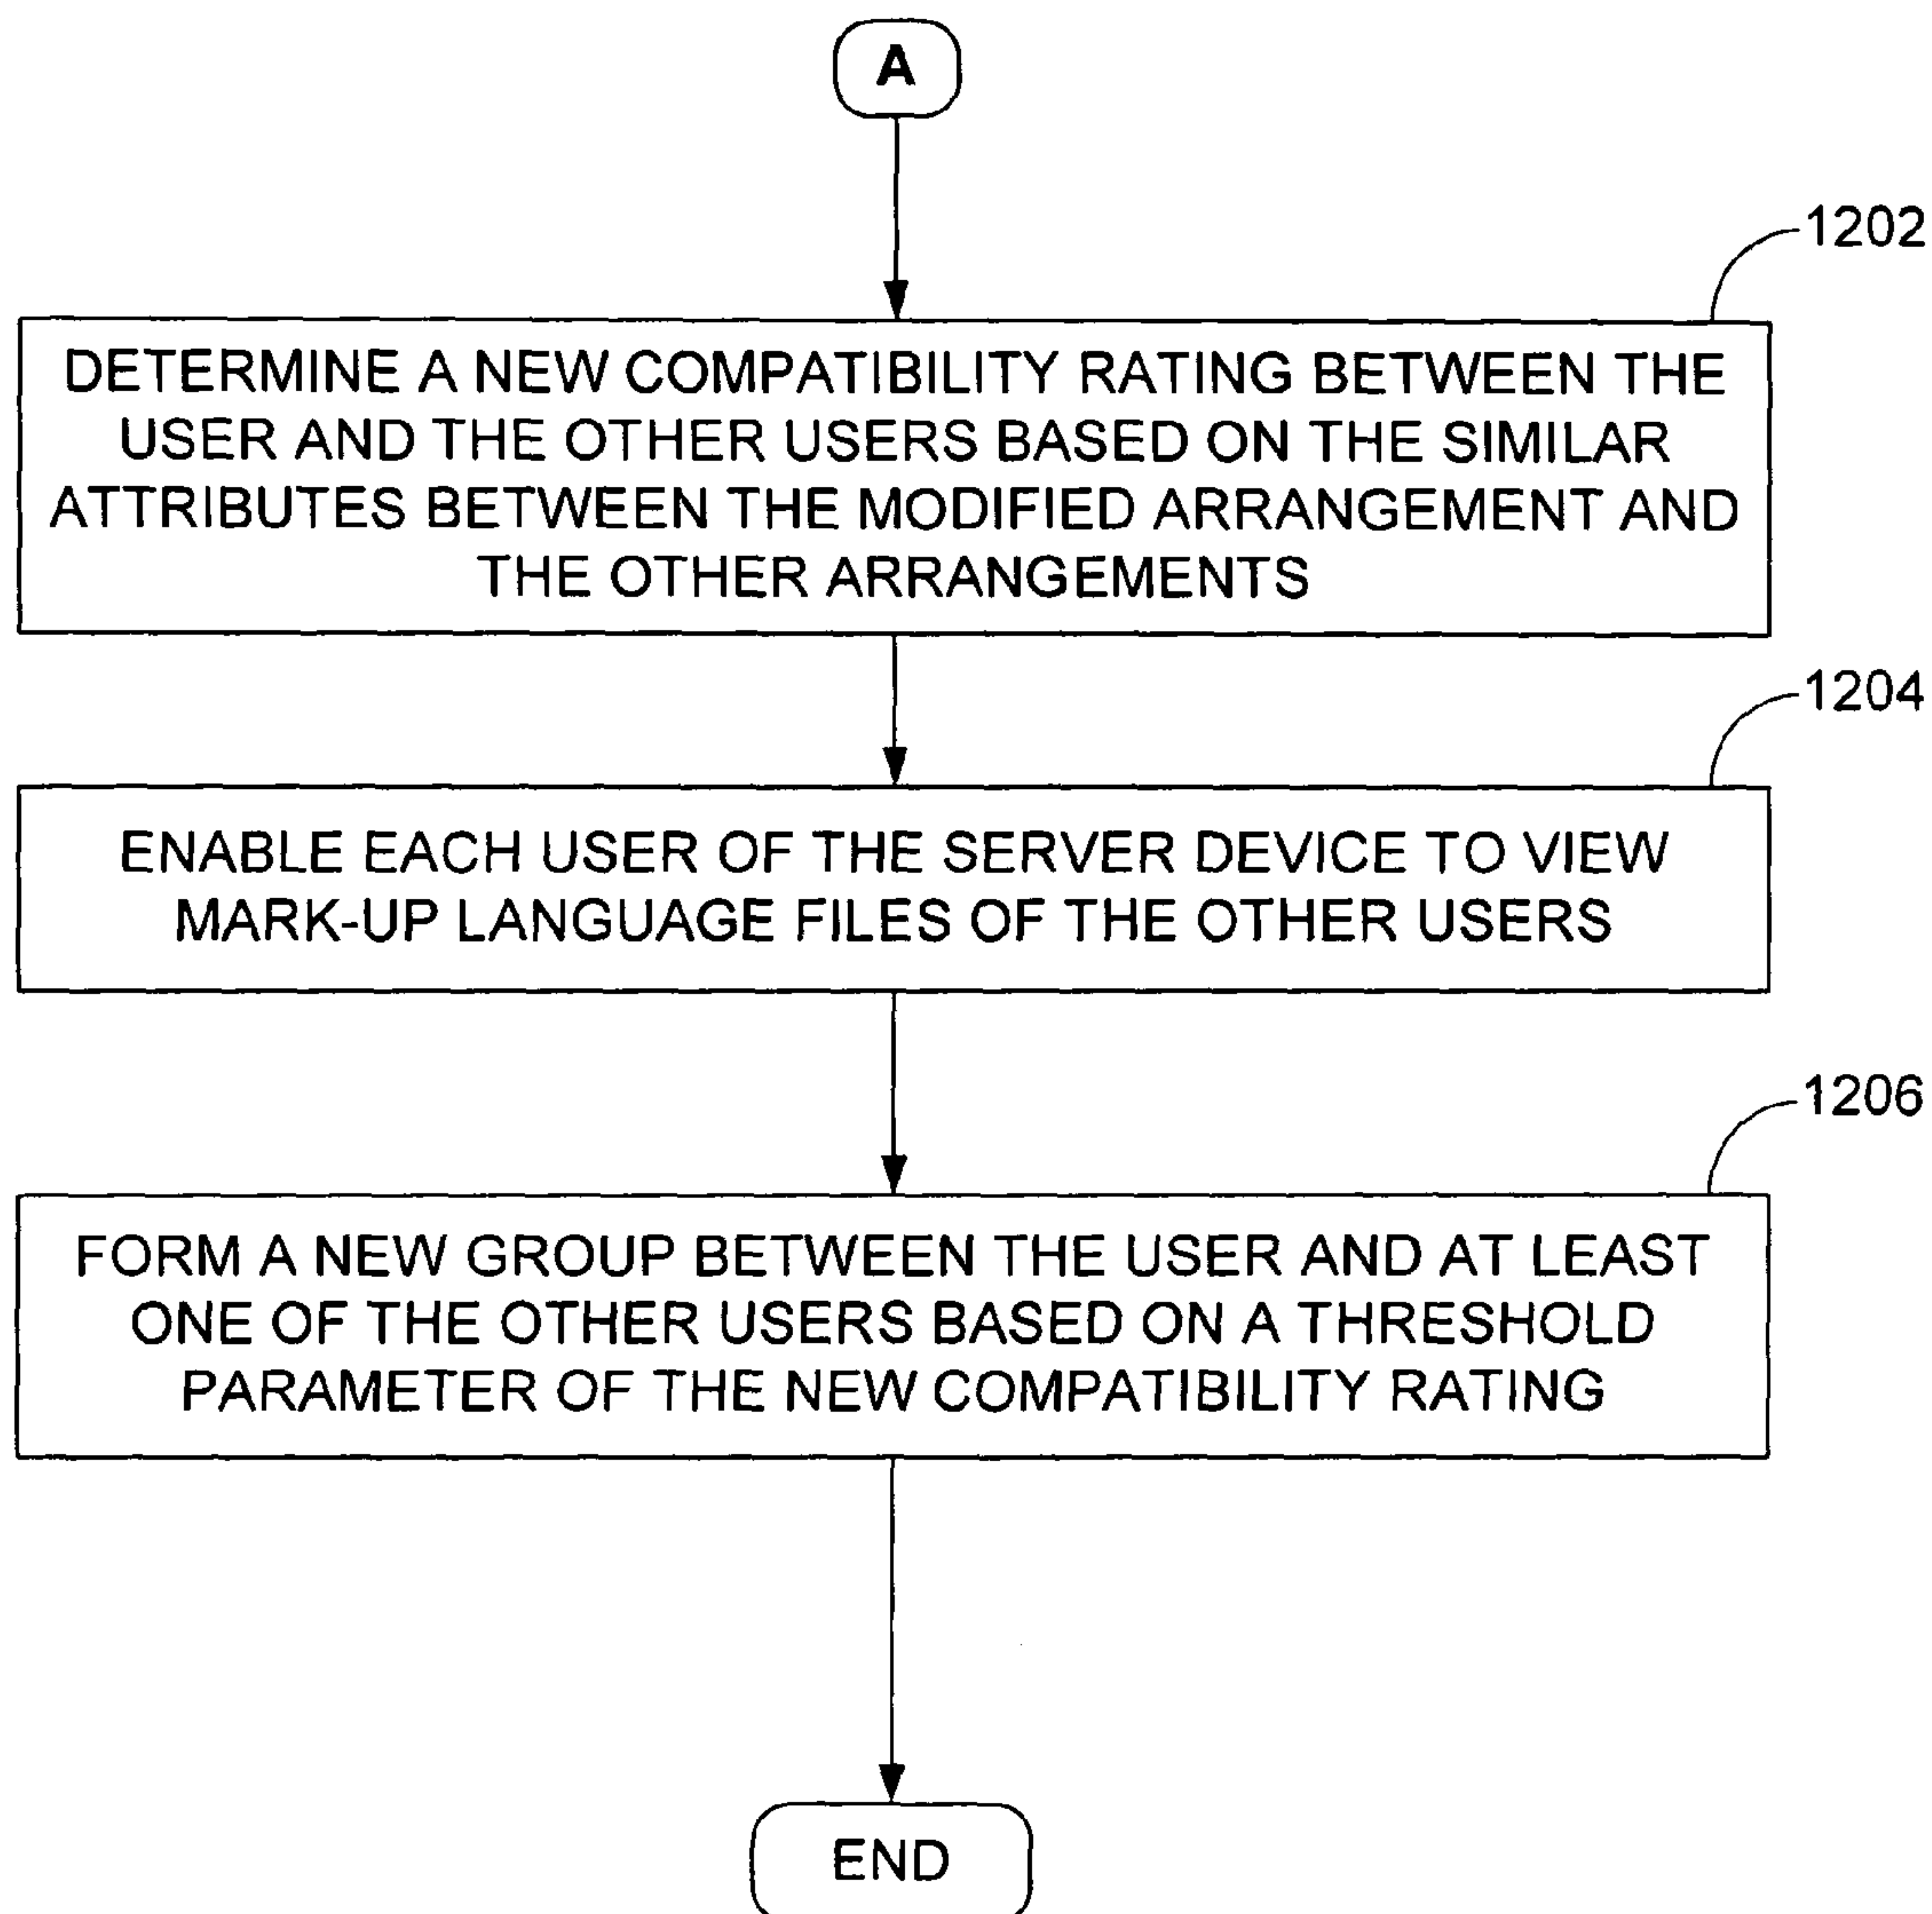 A
1202
DETERMINE A NEW COMPATIBILITY RATING BETWEEN THE
USER AND THE OTHER USERS BASED ON THE SIMILAR
ATTRIBUTES BETWEEN THE MODIFIED ARRANGEMENT AND
THE OTHER ARRANGEMENTS
1204
ENABLE EACH USER OF THE SERVER DEVICE TO VIEW
MARK-UP LANGUAGE FILES OF THE OTHER USERS
1206
FORM A NEW GROUP BETWEEN THE USER AND AT LEAST
ONE OF THE OTHER USERS BASED ON A THRESHOLD
PARAMETER OF THE NEW COMPATIBILITY RATING
END